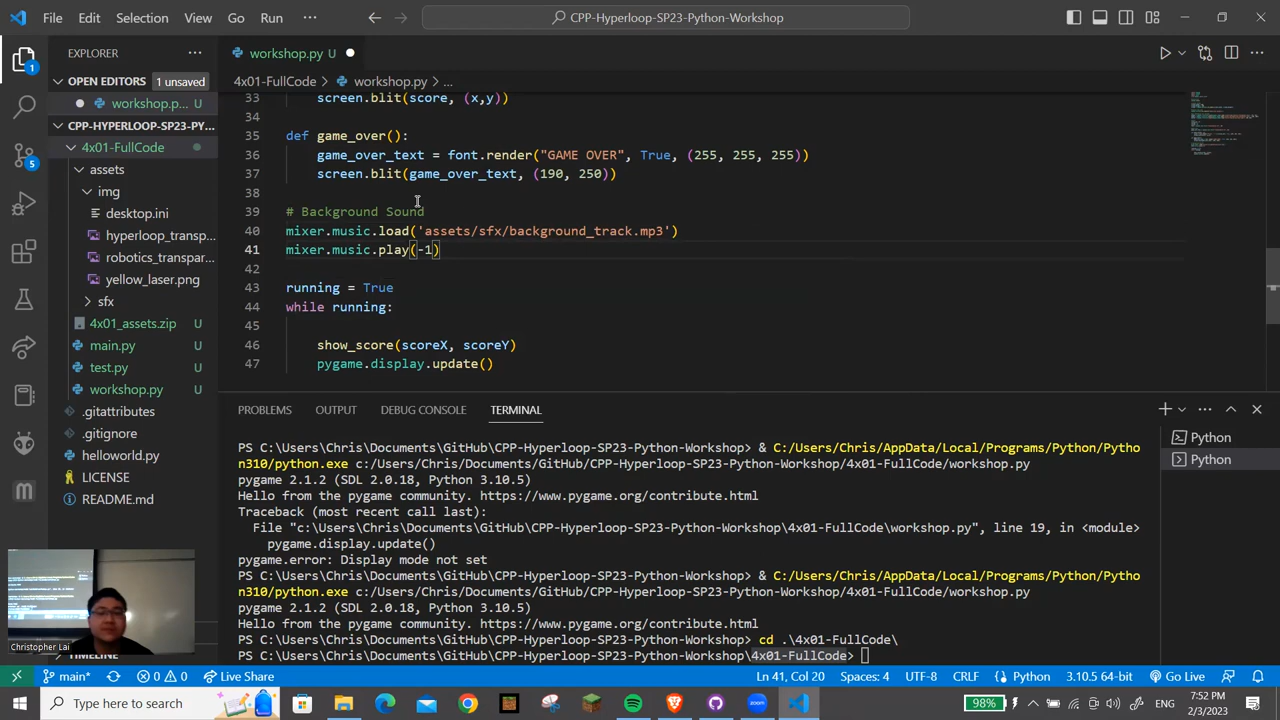 File Edit Selection View Go Run ··· CPP-Hyperloop-SP23-Python-Workshop
EXPLORER ···
OPEN EDITORS 1 unsaved
workshop.p... U
CPP-HYPERLOOP-SP23-PY...
4x01-FullCode
assets
img
desktop.ini
hyperloop_transp...
robotics_transpar...
yellow_laser.png
sfx
4x01_assets.zip U
main.py U
test.py U
workshop.py U
.gitattributes
.gitignore
helloworld.py
LICENSE
README.md
TIMELINE
1
5
workshop.py U
4x01-FullCode > workshop.py > ...
33 screen.blit(score, (x,y))
34
35 def game_over():
36 game_over_text = font.render("GAME OVER", True, (255, 255, 255))
37 screen.blit(game_over_text, (190, 250))
38
39 # Background Sound
40 mixer.music.load('assets/sfx/background_track.mp3')
41 mixer.music.play(-1)
42
43 running = True
44 while running:
45
46 show_score(scoreX, scoreY)
47 pygame.display.update()
PROBLEMS OUTPUT DEBUG CONSOLE TERMINAL
PS C:\Users\Chris\Documents\GitHub\CPP-Hyperloop-SP23-Python-Workshop> & C:/Users/Chris/AppData/Local/Programs/Python/Pytho
n310/python.exe c:/Users/Chris/Documents/GitHub/CPP-Hyperloop-SP23-Python-Workshop/4x01-FullCode/workshop.py
pygame 2.1.2 (SDL 2.0.18, Python 3.10.5)
Hello from the pygame community. https://www.pygame.org/contribute.html
Traceback (most recent call last):
File "c:\Users\Chris\Documents\GitHub\CPP-Hyperloop-SP23-Python-Workshop\4x01-FullCode\workshop.py", line 19, in <module>
pygame.display.update()
pygame.error: Display mode not set
PS C:\Users\Chris\Documents\GitHub\CPP-Hyperloop-SP23-Python-Workshop> & C:/Users/Chris/AppData/Local/Programs/Python/Pytho
n310/python.exe c:/Users/Chris/Documents/GitHub/CPP-Hyperloop-SP23-Python-Workshop/4x01-FullCode/workshop.py
pygame 2.1.2 (SDL 2.0.18, Python 3.10.5)
Hello from the pygame community. https://www.pygame.org/contribute.html
PS C:\Users\Chris\Documents\GitHub\CPP-Hyperloop-SP23-Python-Workshop> cd .\4x01-FullCode\
PS C:\Users\Chris\Documents\GitHub\CPP-Hyperloop-SP23-Python-Workshop\4x01-FullCode>
Python
Python
Christopher Lai
main* 0 0 Live Share Ln 41, Col 20 Spaces: 4 UTF-8 CRLF Python 3.10.5 64-bit Go Live
Type here to search 98% 7:52 PM
2/3/2023